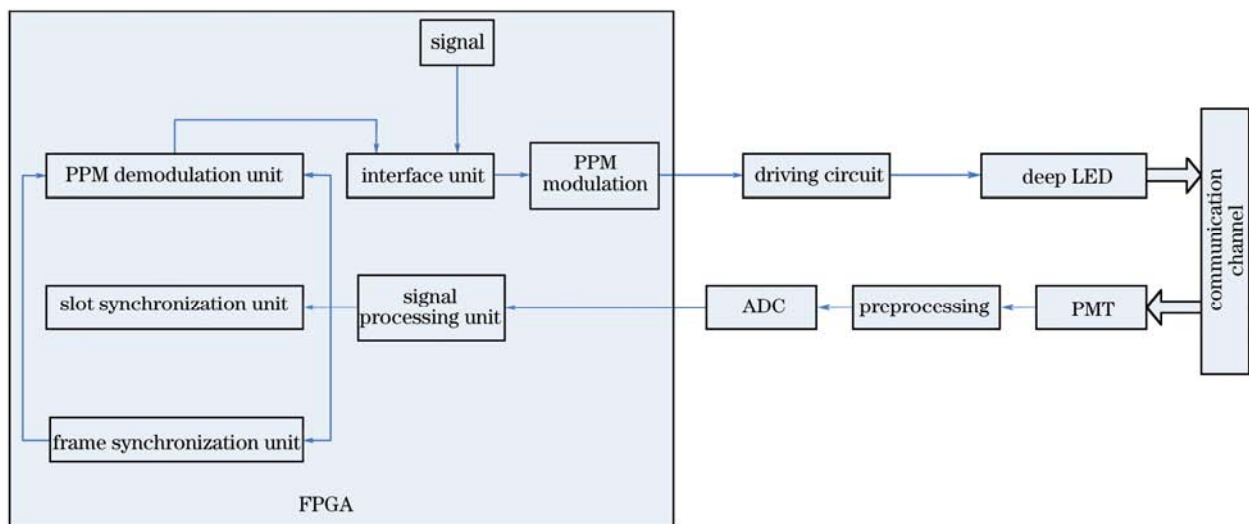 signal
PPM demodulation unit
interface unit
PPM
modulation
driving circuit
deep LED
communication
channel
slot synchronization unit
signal
processing unit
ADC
preprocessing
PMT
frame synchronization unit
FPGA